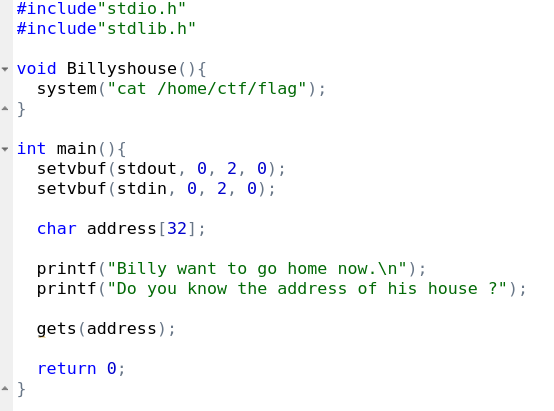 #include"stdio.h"
#include"stdlib.h"
void Billyshouse(){
system("cat /home/ctf/flag");
}
int main(){
setvbuf(stdout, 0, 2, 0);
setvbuf(stdin, 0, 2, 0);
char address[32];
printf("Billy want to go home now.\n");
printf("Do you know the address of his house ?");
gets(address);
return 0;
}